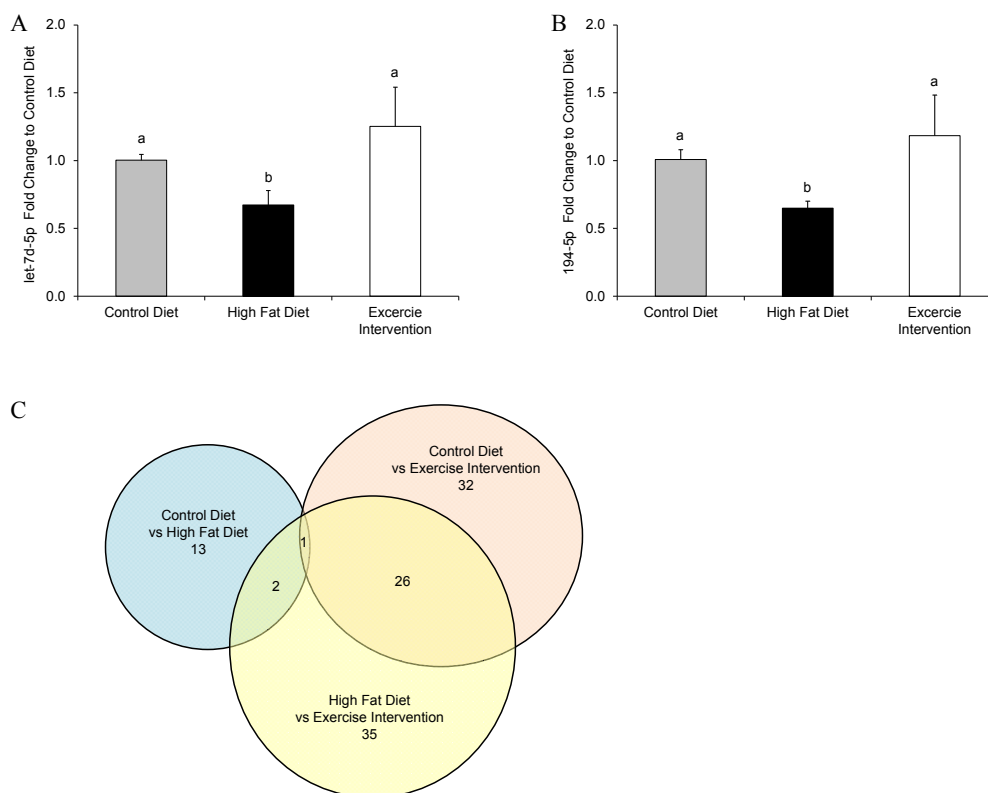 A
let-7d-5p Fold Change to Control Diet
2.0
1.5
1.0
0.5
0.0
a
b
a
Control Diet
High Fat Diet
Excercie
Intervention
B
194-5p Fold Change to Control Diet
2.0
1.5
1.0
0.5
0.0
a
b
a
Control Diet
High Fat Diet
Excercie
Intervention
C
Control Diet
vs High Fat Diet
13
Control Diet
vs Exercise Intervention
32
1
2
26
High Fat Diet
vs Exercise Intervention
35